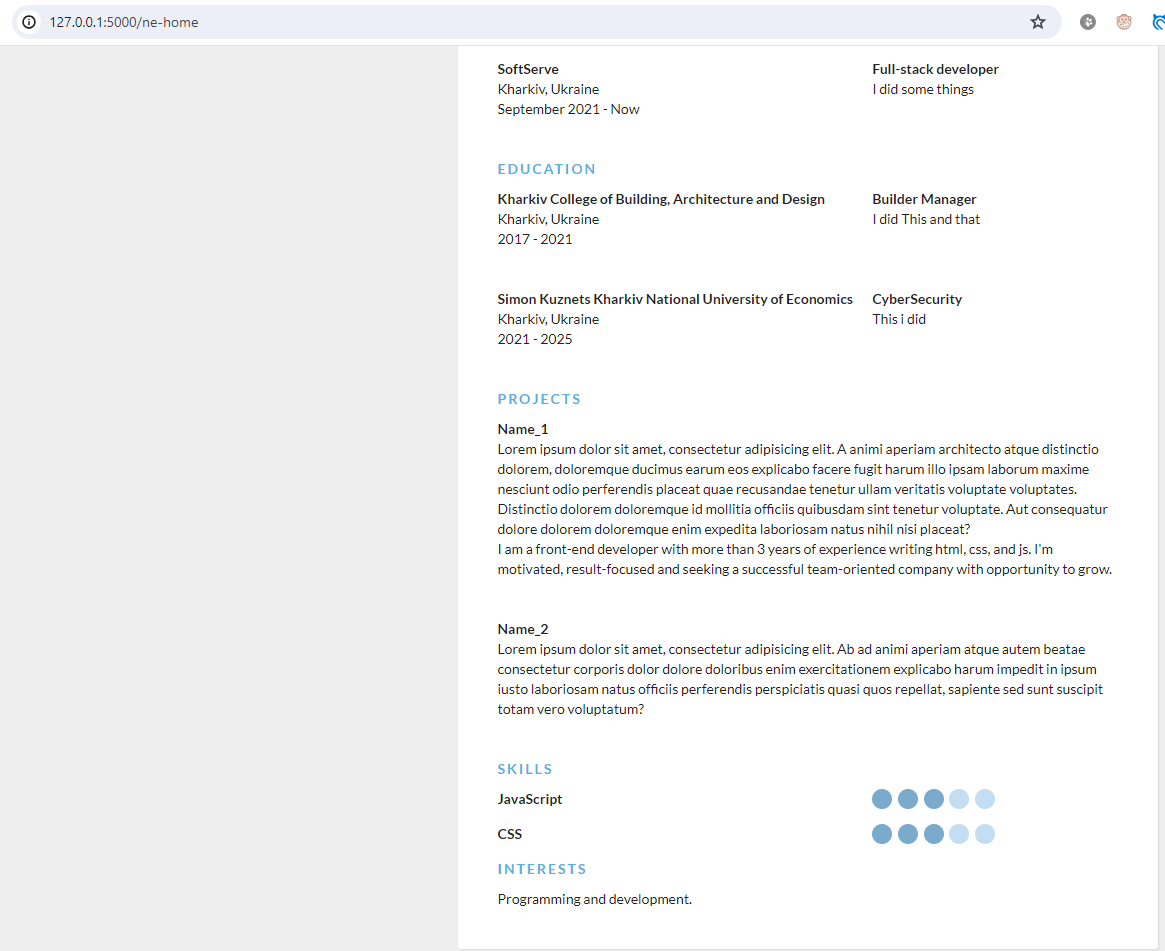 127.0.0.1:5000/ne-home
SoftServe
Full-stack developer
Kharkiv, Ukraine
I did some things
September 2021 - Now
EDUCATION
Kharkiv College of Building, Architecture and Design
Builder Manager
Kharkiv, Ukraine
I did This and that
2017 - 2021
Simon Kuznets Kharkiv National University of Economics
CyberSecurity
Kharkiv, Ukraine
This i did
2021 - 2025
PROJECTS
Name_1
Lorem ipsum dolor sit amet, consectetur adipisicing elit. A animi aperiam architecto atque distinctio
dolorem, doloremque ducimus earum eos explicabo facere fugit harum illo ipsam laborum maxime
nesciunt odio perferendis placeat quae recusandae tenetur ullam veritatis voluptate voluptates.
Distinctio dolorem doloremque id mollitia officiis quibusdam sint tenetur voluptate. Aut consequatur
dolore dolorem doloremque enim expedita laboriosam natus nihil nisi placeat?
I am a front-end developer with more than 3 years of experience writing html, css, and js. I'm
motivated, result-focused and seeking a successful team-oriented company with opportunity to grow.
Name_2
Lorem ipsum dolor sit amet, consectetur adipisicing elit. Ab ad animi aperiam atque autem beatae
consectetur corporis dolor dolore doloribus enim exercitationem explicabo harum impedit in ipsum
iusto laboriosam natus officiis perferendis perspiciatis quasi quos repellat, sapiente sed sunt suscipit
totam vero voluptatum?
SKILLS
JavaScript
CSS
INTERESTS
Programming and development.